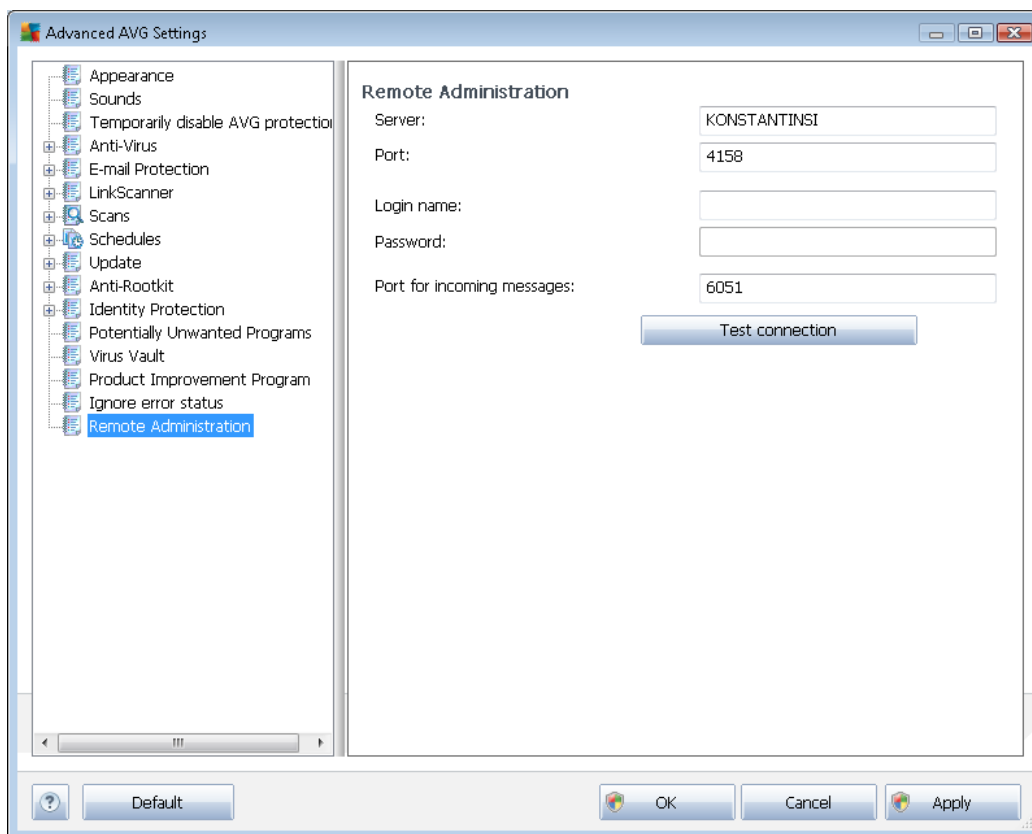 Advanced AVG Settings
Appearance
Sounds
Temporarily disable AVG protection
Anti-Virus
E-mail Protection
LinkScanner
Scans
Schedules
Update
Anti-Rootkit
Identity Protection
Potentially Unwanted Programs
Virus Vault
Product Improvement Program
Ignore error status
Remote Administration
Remote Administration
Server: KONSTANTINSI
Port: 4158
Login name:
Password:
Port for incoming messages: 6051
Test connection
? Default OK Cancel Apply